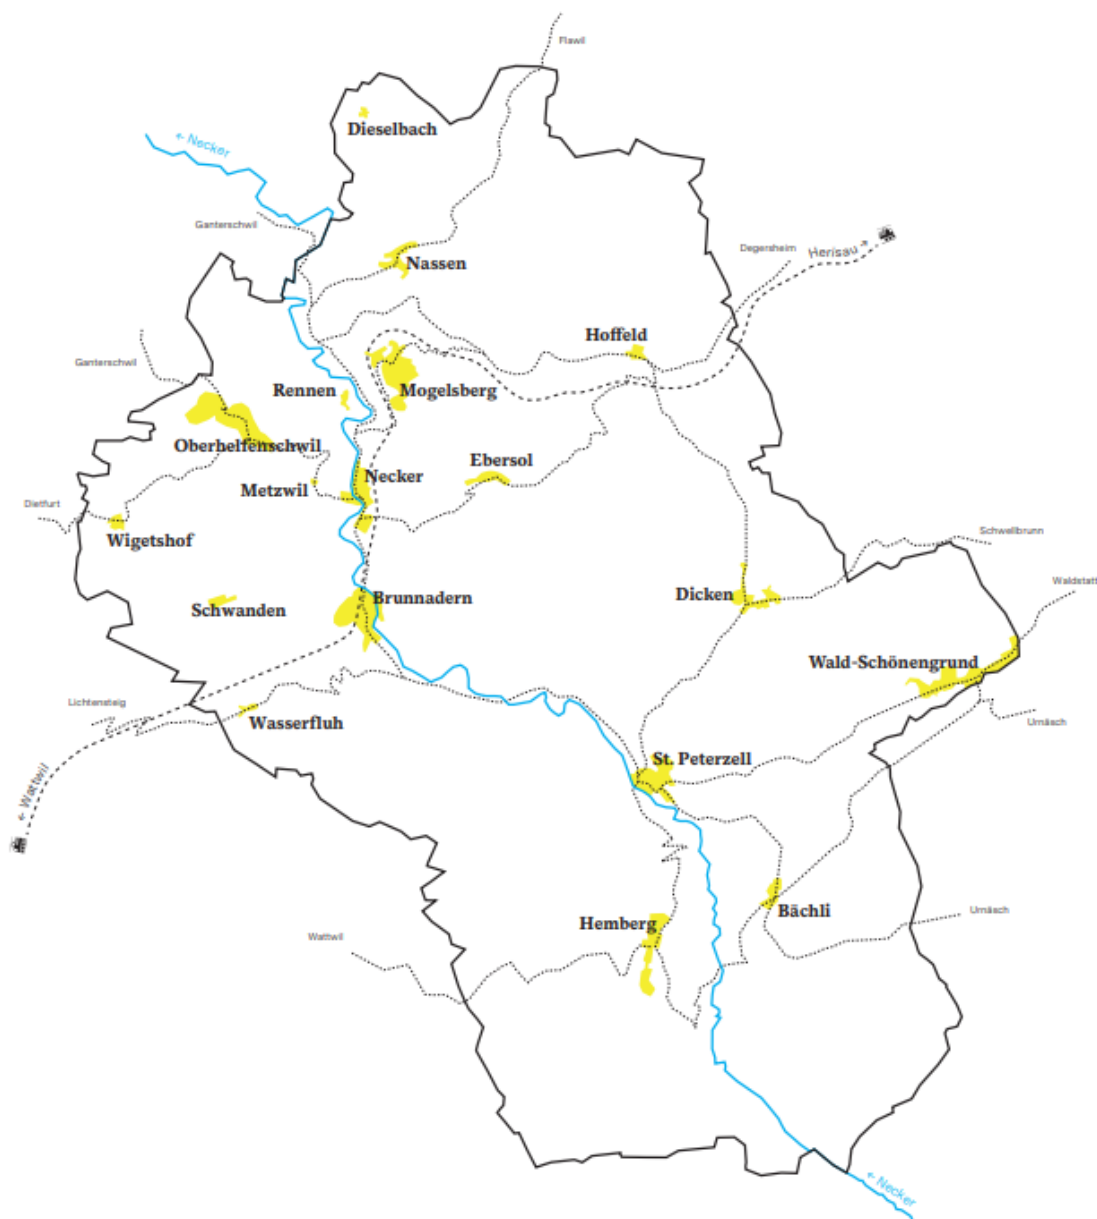 Flawil
Dieselbach
← Necker
Ganterschwil
Nassen
Degersheim
Herisau →
Hoffeld
Ganterschwil
Rennen
Mogelsberg
Oberhelfenschwil
Ebersol
Necker
Metzwil
Dietfurt
Wigetshof
Schwellbrunn
Waldstatt
Dicken
Brunnadern
Schwanden
Wald-Schönengrund
Lichtensteig
Wasserfluh
Urnäsch
St. Peterzell
← Wattwil
Bächli
Urnäsch
Hemberg
Wattwil
← Necker